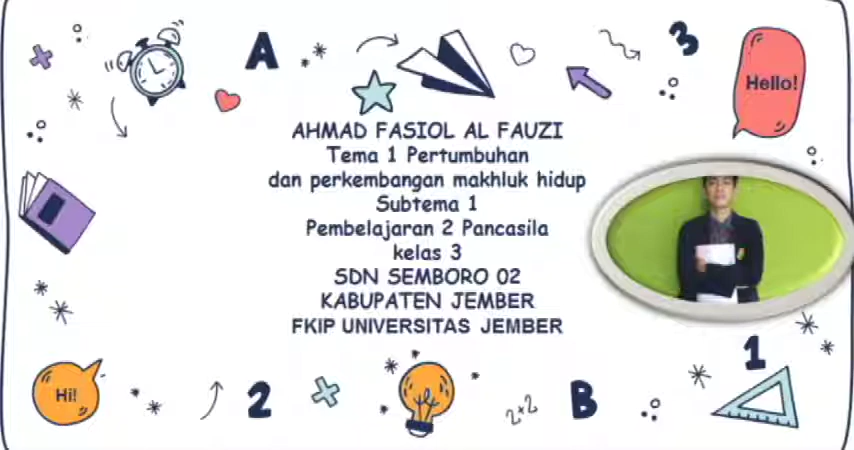 A
3
Hello!
AHMAD FASIOL AL FAUZI
Tema 1 Pertumbuhan
dan perkembangan makhluk hidup
Subtema 1
Pembelajaran 2 Pancasila
kelas 3
SDN SEMBORO 02
KABUPATEN JEMBER
FKIP UNIVERSITAS JEMBER
1
Hi!
2
2+2
B